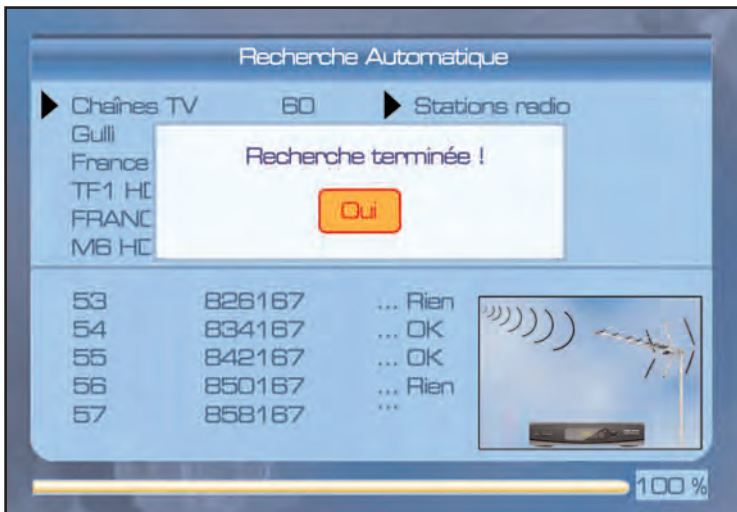 Recherche Automatique
Chaînes TV 60 Stations radio
Gulli
France
TF1 HD
FRANC
M6 HD
Recherche terminée !
Oui
53 826167 ... Rien
54 834167 ... OK
55 842167 ... OK
56 850167 ... Rien
57 858167 ...
100 %